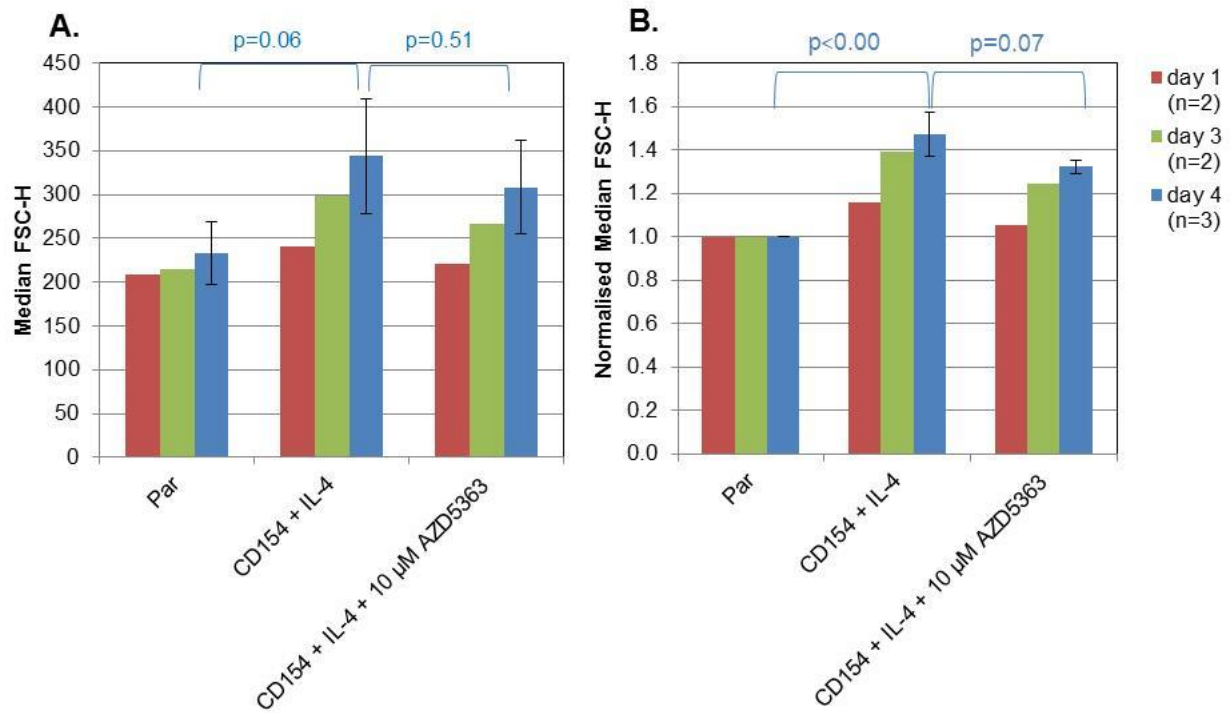 A.
p=0.06
p=0.51
450
400
350
300
250
200
150
100
50
0
Median FSC-H
Par
CD154 + IL-4
CD154 + IL-4 + 10 µM AZD5363
B.
p<0.00
p=0.07
1.8
1.6
1.4
1.2
1.0
0.8
0.6
0.4
0.2
0.0
Normalised Median FSC-H
Par
CD154 + IL-4
CD154 + IL-4 + 10 µM AZD5363
day 1
(n=2)
day 3
(n=2)
day 4
(n=3)